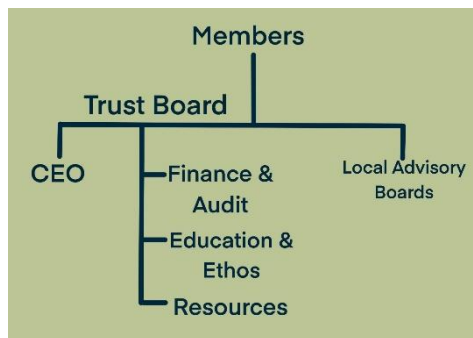 Members
Trust Board
CEO
Finance &
Audit
Education &
Ethos
Resources
Local Advisory
Boards